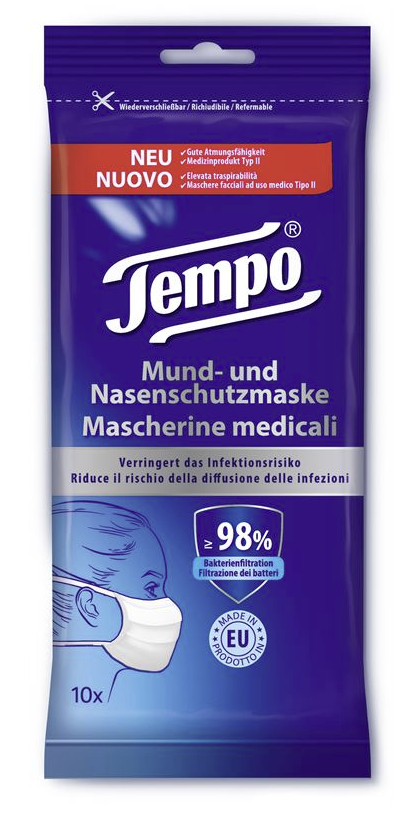 Wiederverschließbar / Richiudibile / Refermable
NEU
✓Gute Atmungsfähigkeit
✓Medizinprodukt Typ II
NUOVO
✓Elevata traspirabilità
✓Maschere facciali ad uso medico Tipo II
Tempo®
Mund- und
Nasenschutzmaske
Mascherine medicali
Verringert das Infektionsrisiko
Riduce il rischio della diffusione delle infezioni
≥ 98%
Bakterienfiltration
Filtrazione dei batteri
MADE IN
EU
PRODOTTO IN
10x